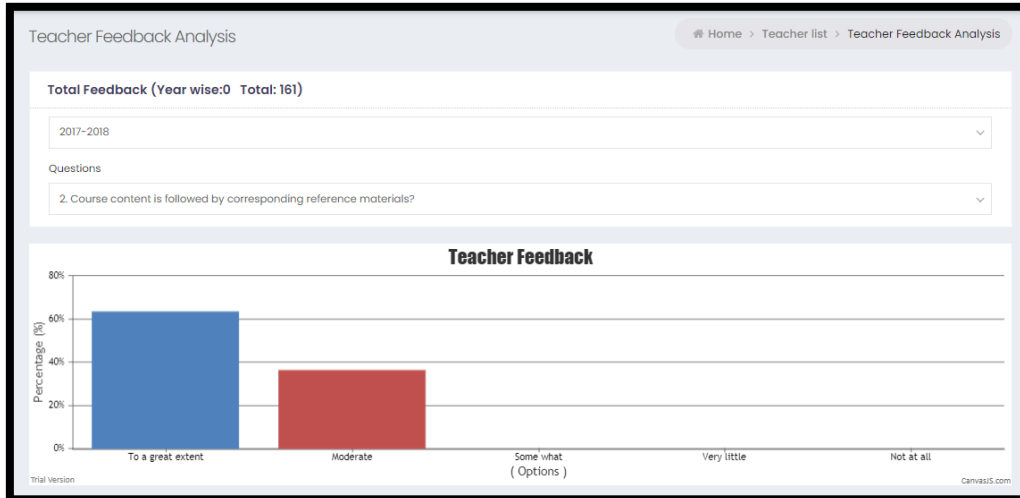 Teacher Feedback Analysis
Home > Teacher list > Teacher Feedback Analysis
Total Feedback (Year wise:0 Total: 161)
2017-2018
Questions
2. Course content is followed by corresponding reference materials?
Teacher Feedback
Percentage (%)
80%
60%
40%
20%
0%
To a great extent Moderate Some what Very little Not at all
( Options )
Trial Version CanvasJS.com